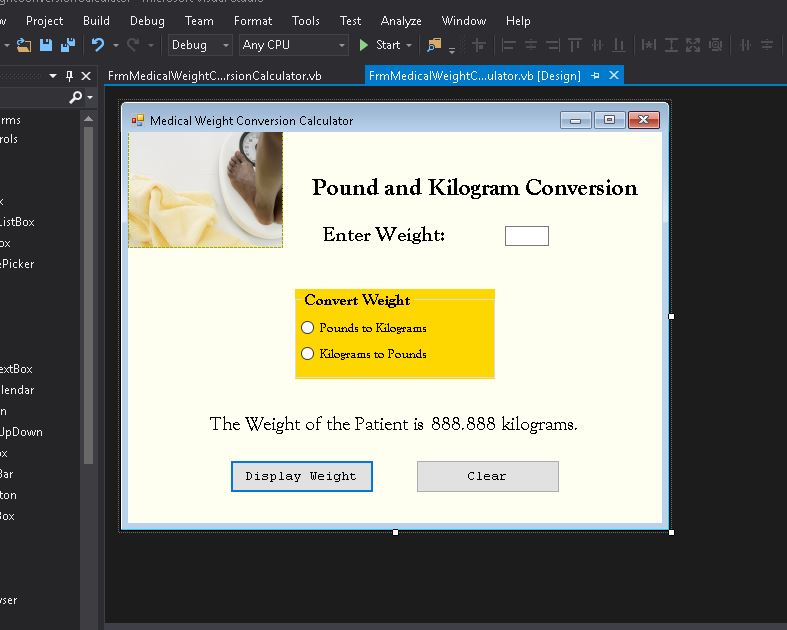 Project Build Debug Team Format Tools Test Analyze Window Help
Debug Any CPU Start
FrmMedicalWeightC...rsionCalculator.vb FrmMedicalWeightC...ulator.vb [Design]
Medical Weight Conversion Calculator
Pound and Kilogram Conversion
Enter Weight:
Convert Weight
Pounds to Kilograms
Kilograms to Pounds
The Weight of the Patient is 888.888 kilograms.
Display Weight Clear
rms
rols
x
ListBox
ox
ePicker
extBox
lendar
n
UpDown
x
Bar
ton
Box
wser